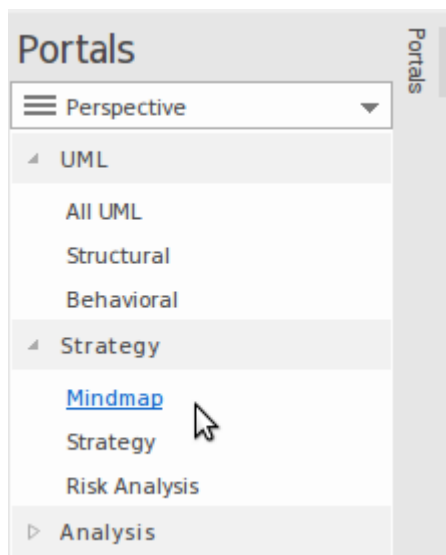 Portals
Portals
Perspective
UML
All UML
Structural
Behavioral
Strategy
Mindmap
Strategy
Risk Analysis
Analysis